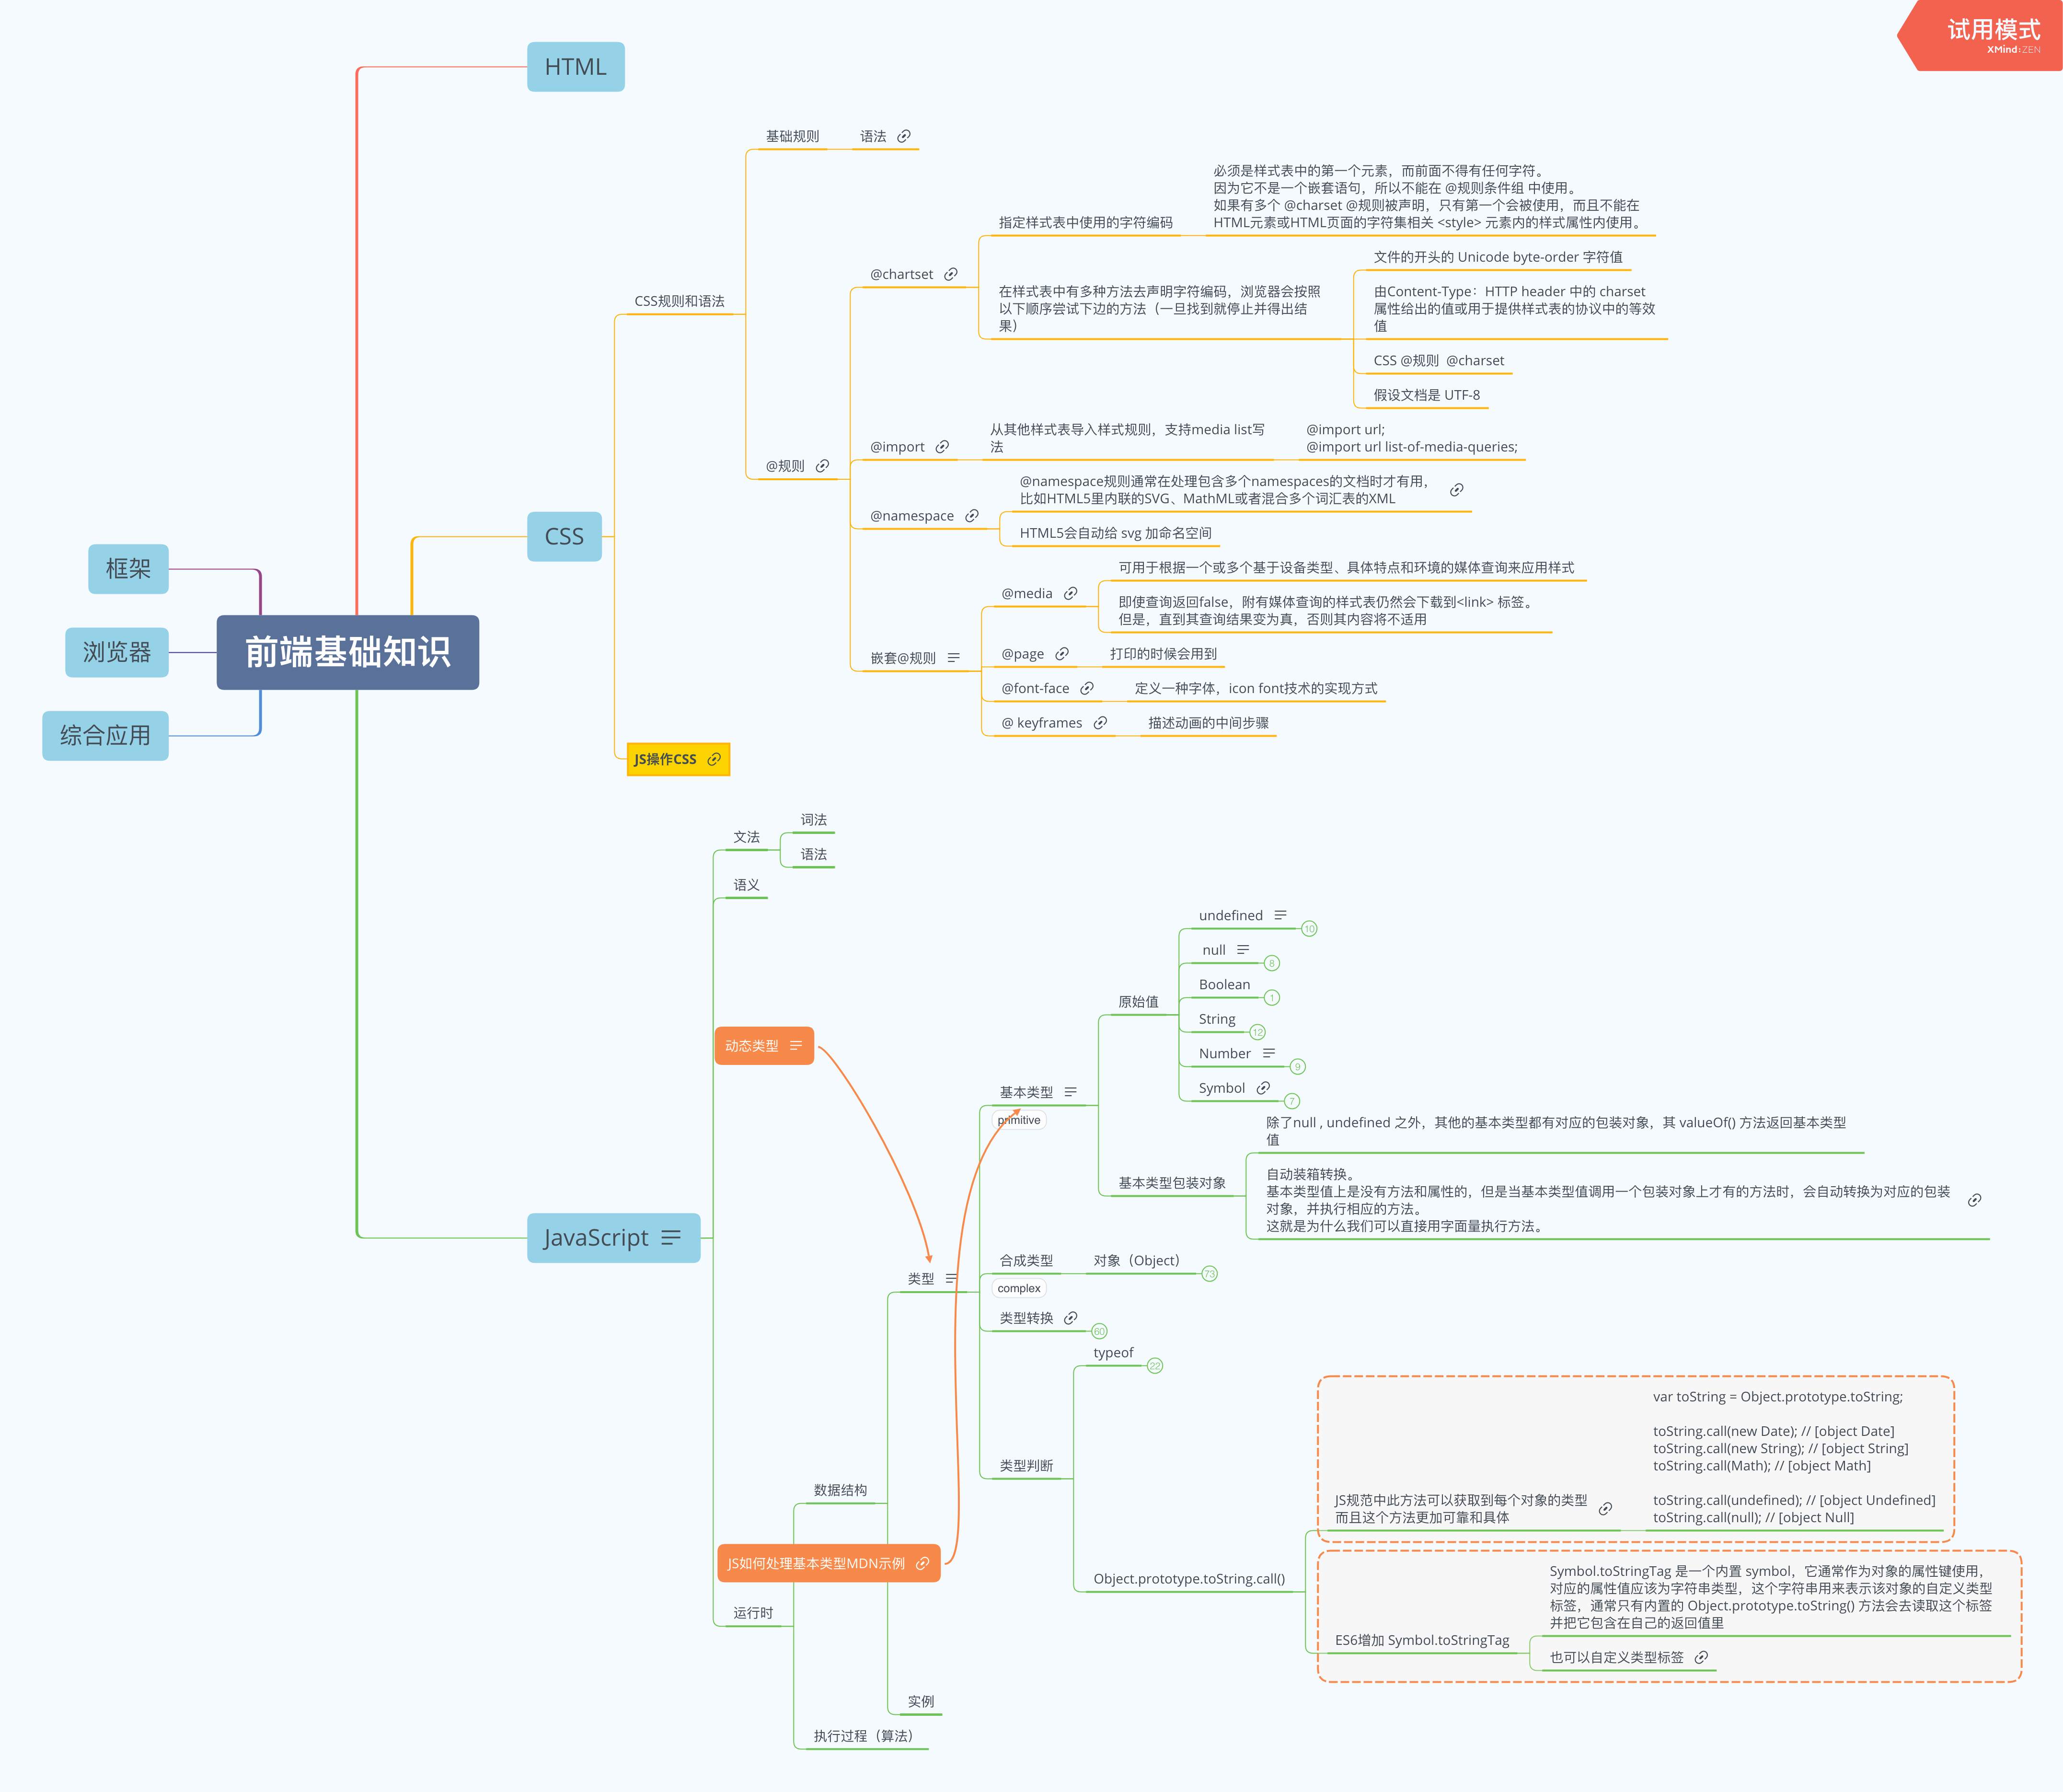 试用模式
XMind:ZEN
HTML
基础规则
语法
必须是样式表中的第一个元素，而前面不得有任何字符。
因为它不是一个嵌套语句，所以不能在 @规则条件组 中使用。
如果有多个 @charset @规则被声明，只有第一个会被使用，而且不能在
HTML元素或HTML页面的字符集相关 <style> 元素内的样式属性内使用。
指定样式表中使用的字符编码
文件的开头的 Unicode byte-order 字符值
@chartset
CSS规则和语法
在样式表中有多种方法去声明字符编码，浏览器会按照
以下顺序尝试下边的方法（一旦找到就停止并得出结
果）
由Content-Type：HTTP header 中的 charset
属性给出的值或用于提供样式表的协议中的等效
值
CSS @规则  @charset
假设文档是 UTF-8
@规则
@import
从其他样式表导入样式规则，支持media list写
法
@import url;
@import url list-of-media-queries;
@namespace
@namespace规则通常在处理包含多个namespaces的文档时才有用，
比如HTML5里内联的SVG、MathML或者混合多个词汇表的XML
HTML5会自动给 svg 加命名空间
CSS
嵌套@规则
@media
可用于根据一个或多个基于设备类型、具体特点和环境的媒体查询来应用样式
即使查询返回false，附有媒体查询的样式表仍然会下载到<link> 标签。
但是，直到其查询结果变为真，否则其内容将不适用
@page
打印的时候会用到
@font-face
定义一种字体，icon font技术的实现方式
@ keyframes
描述动画的中间步骤
JS操作CSS
框架
浏览器
前端基础知识
综合应用
文法
词法
语法
语义
undefined
10
null
8
Boolean
1
原始值
String
12
动态类型
Number
9
Symbol
7
基本类型
primitive
除了null , undefined 之外，其他的基本类型都有对应的包装对象，其 valueOf() 方法返回基本类型
值
基本类型包装对象
自动装箱转换。
基本类型值上是没有方法和属性的，但是当基本类型值调用一个包装对象上才有的方法时，会自动转换为对应的包装
对象，并执行相应的方法。
这就是为什么我们可以直接用字面量执行方法。
JavaScript
类型
合成类型
complex
对象（Object）
73
类型转换
60
typeof
22
类型判断
var toString = Object.prototype.toString;
toString.call(new Date); // [object Date]
toString.call(new String); // [object String]
toString.call(Math); // [object Math]
toString.call(undefined); // [object Undefined]
toString.call(null); // [object Null]
JS规范中此方法可以获取到每个对象的类型
而且这个方法更加可靠和具体
数据结构
JS如何处理基本类型MDN示例
Object.prototype.toString.call()
Symbol.toStringTag 是一个内置 symbol，它通常作为对象的属性键使用，
对应的属性值应该为字符串类型，这个字符串用来表示该对象的自定义类型
标签，通常只有内置的 Object.prototype.toString() 方法会去读取这个标签
并把它包含在自己的返回值里
ES6增加 Symbol.toStringTag
也可以自定义类型标签
运行时
实例
执行过程（算法）